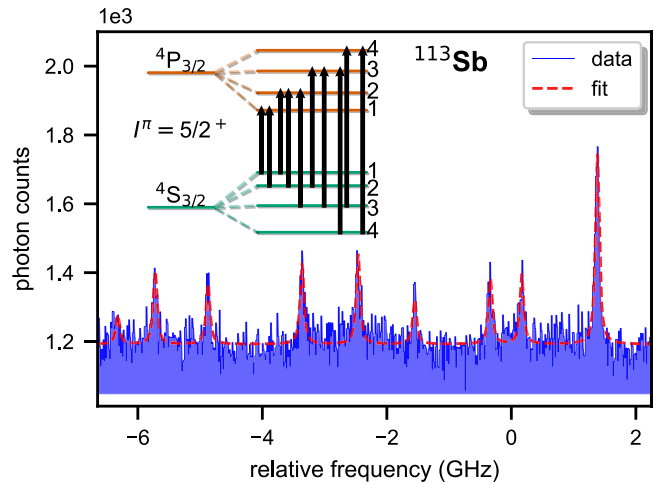 1e3
⁴P₃/₂
4
3
2
1
¹¹³Sb
data
fit
I^π = 5/2⁺
⁴S₃/₂
1
2
3
4
photon counts
2.0
1.8
1.6
1.4
1.2
−6
−4
−2
0
2
relative frequency (GHz)